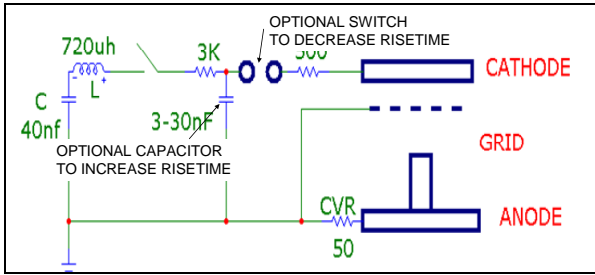 OPTIONAL SWITCH
TO DECREASE RISETIME
720uh
3K
CATHODE
L
C
40nf
3-30nF
OPTIONAL CAPACITOR
TO INCREASE RISETIME
GRID
CVR
ANODE
50